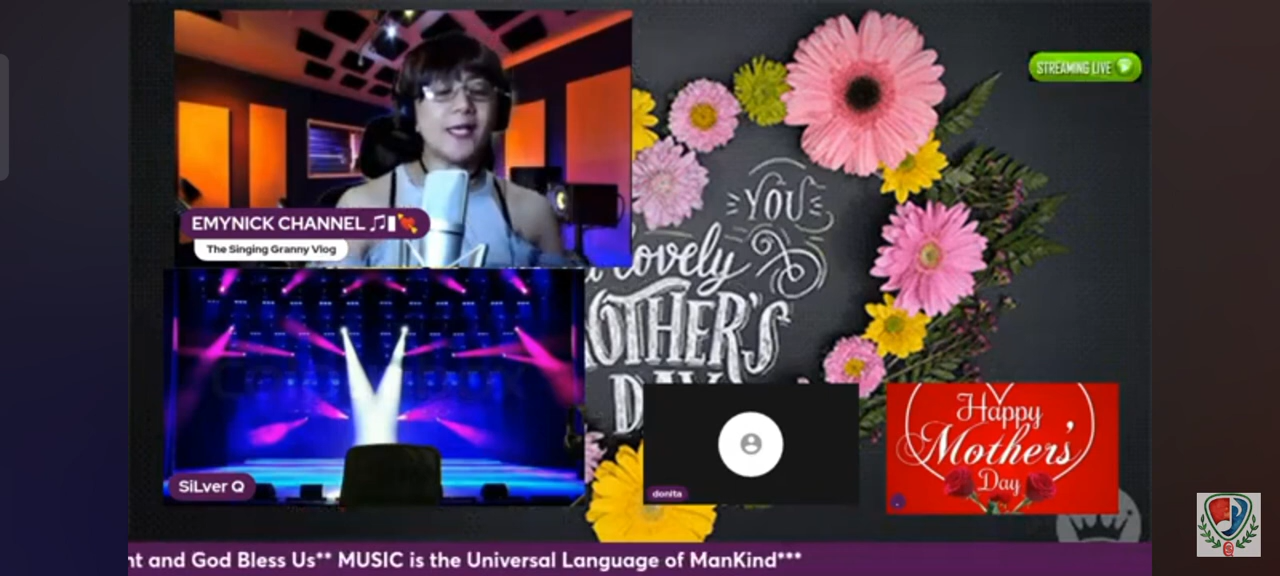 EMYNICK CHANNEL 🎵▮💘
The Singing Granny Vlog
STREAMING LIVE
YOU
Lovely
OTHER'S
DAY
SiLver Q
donita
Happy
Mother's
Day
nt and God Bless Us** MUSIC is the Universal Language of ManKind***